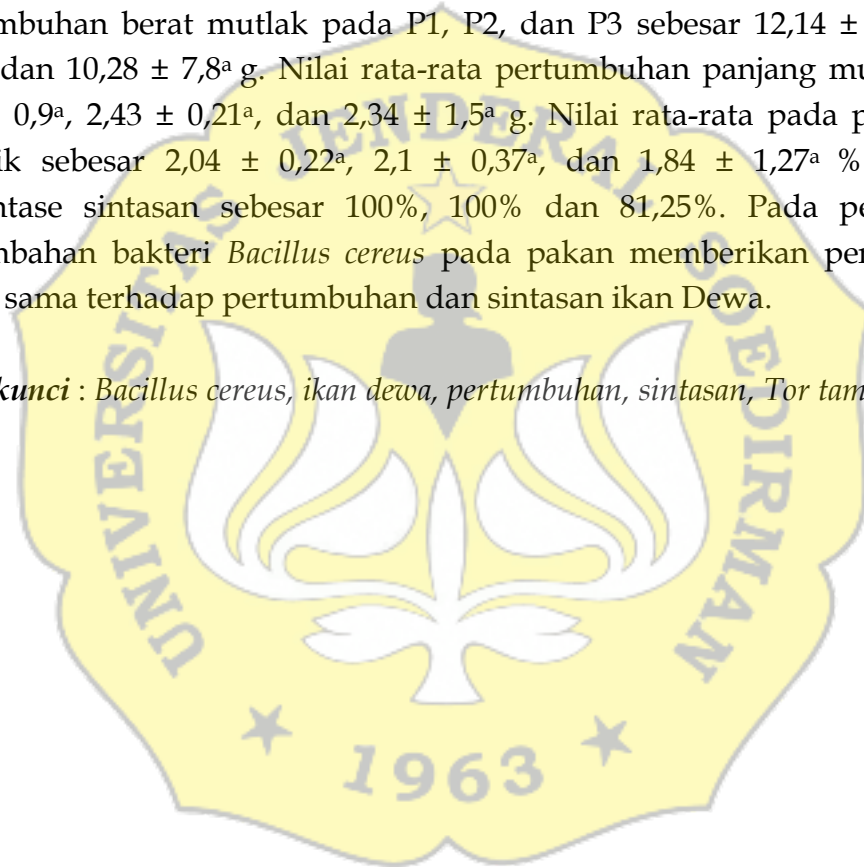 mbuhan berat mutlak pada P1, P2, dan P3 sebesar 12,14 ±
dan 10,28 ± 7,8ᵃ g. Nilai rata-rata pertumbuhan panjang mu
0,9ᵃ, 2,43 ± 0,21ᵃ, dan 2,34 ± 1,5ᵃ g. Nilai rata-rata pada p
ik sebesar 2,04 ± 0,22ᵃ, 2,1 ± 0,37ᵃ, dan 1,84 ± 1,27ᵃ %
ntase sintasan sebesar 100%, 100% dan 81,25%. Pada pe
mbahan bakteri Bacillus cereus pada pakan memberikan per
sama terhadap pertumbuhan dan sintasan ikan Dewa.
kunci : Bacillus cereus, ikan dewa, pertumbuhan, sintasan, Tor tam
UNIVERSITAS JENDERAL SOEDIRMAN
1963